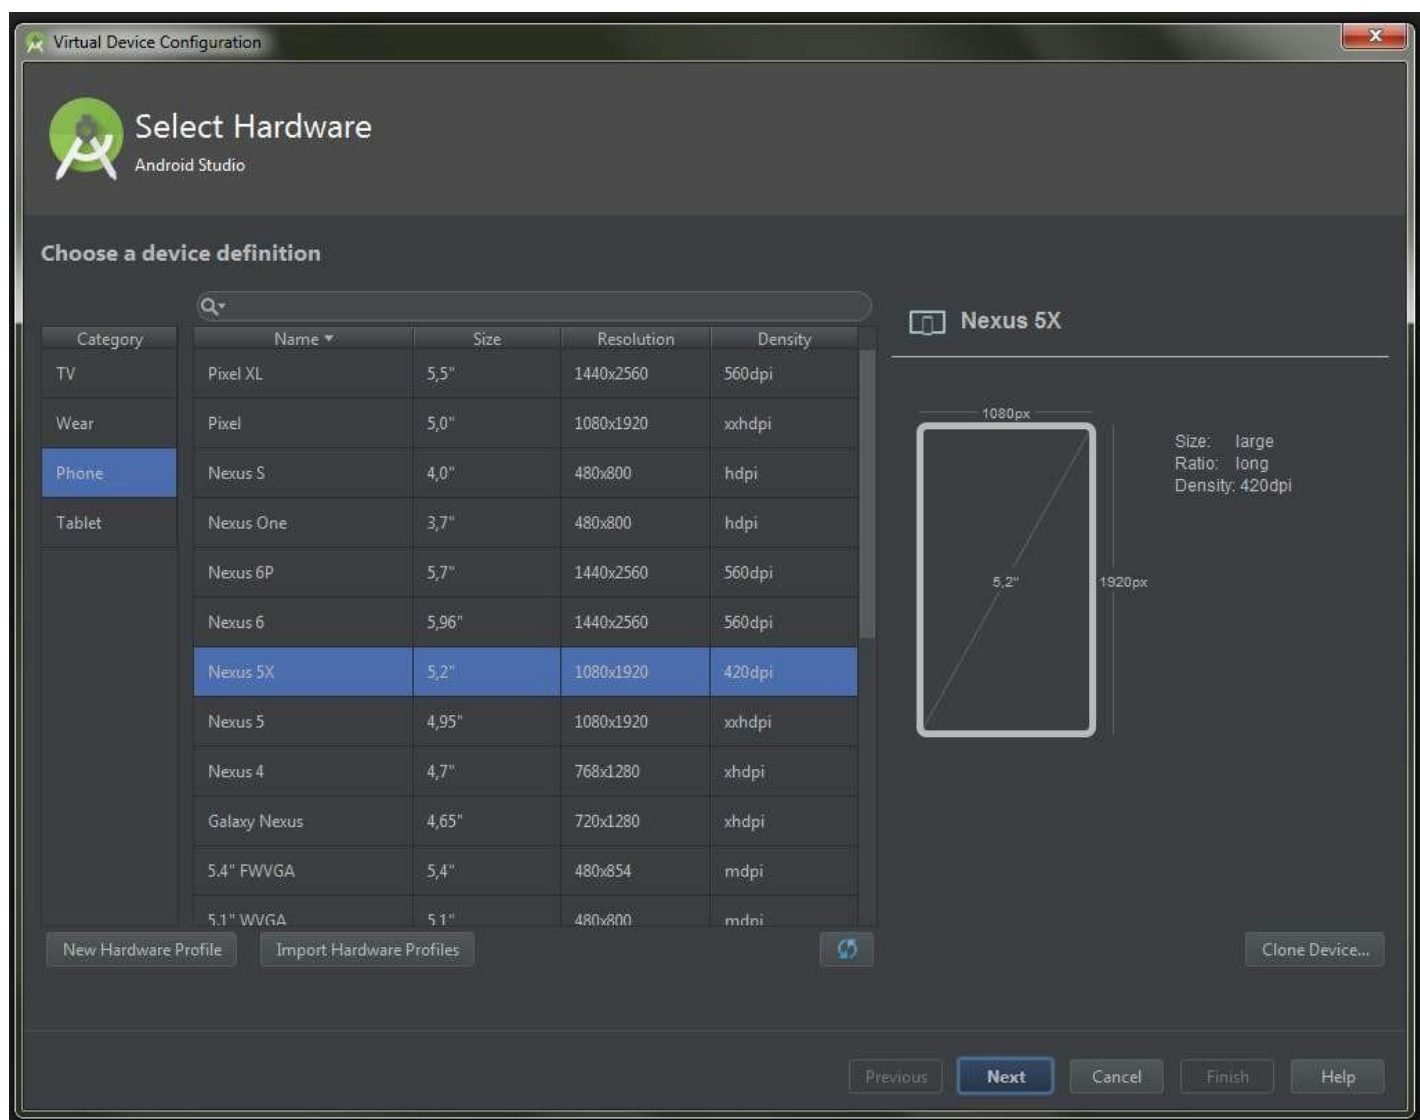 Virtual Device Configuration
Select Hardware
Android Studio
Choose a device definition
Category
TV
Wear
Phone
Tablet
Name Size Resolution Density
Pixel XL 5,5" 1440x2560 560dpi
Pixel 5,0" 1080x1920 xxhdpi
Nexus S 4,0" 480x800 hdpi
Nexus One 3,7" 480x800 hdpi
Nexus 6P 5,7" 1440x2560 560dpi
Nexus 6 5,96" 1440x2560 560dpi
Nexus 5X 5,2" 1080x1920 420dpi
Nexus 5 4,95" 1080x1920 xxhdpi
Nexus 4 4,7" 768x1280 xhdpi
Galaxy Nexus 4,65" 720x1280 xhdpi
5.4" FWVGA 5,4" 480x854 mdpi
5.1" WVGA 5,1" 480x800 mdpi
Nexus 5X
1080px
5,2"
1920px
Size: large
Ratio: long
Density: 420dpi
New Hardware Profile Import Hardware Profiles Clone Device...
Previous Next Cancel Finish Help